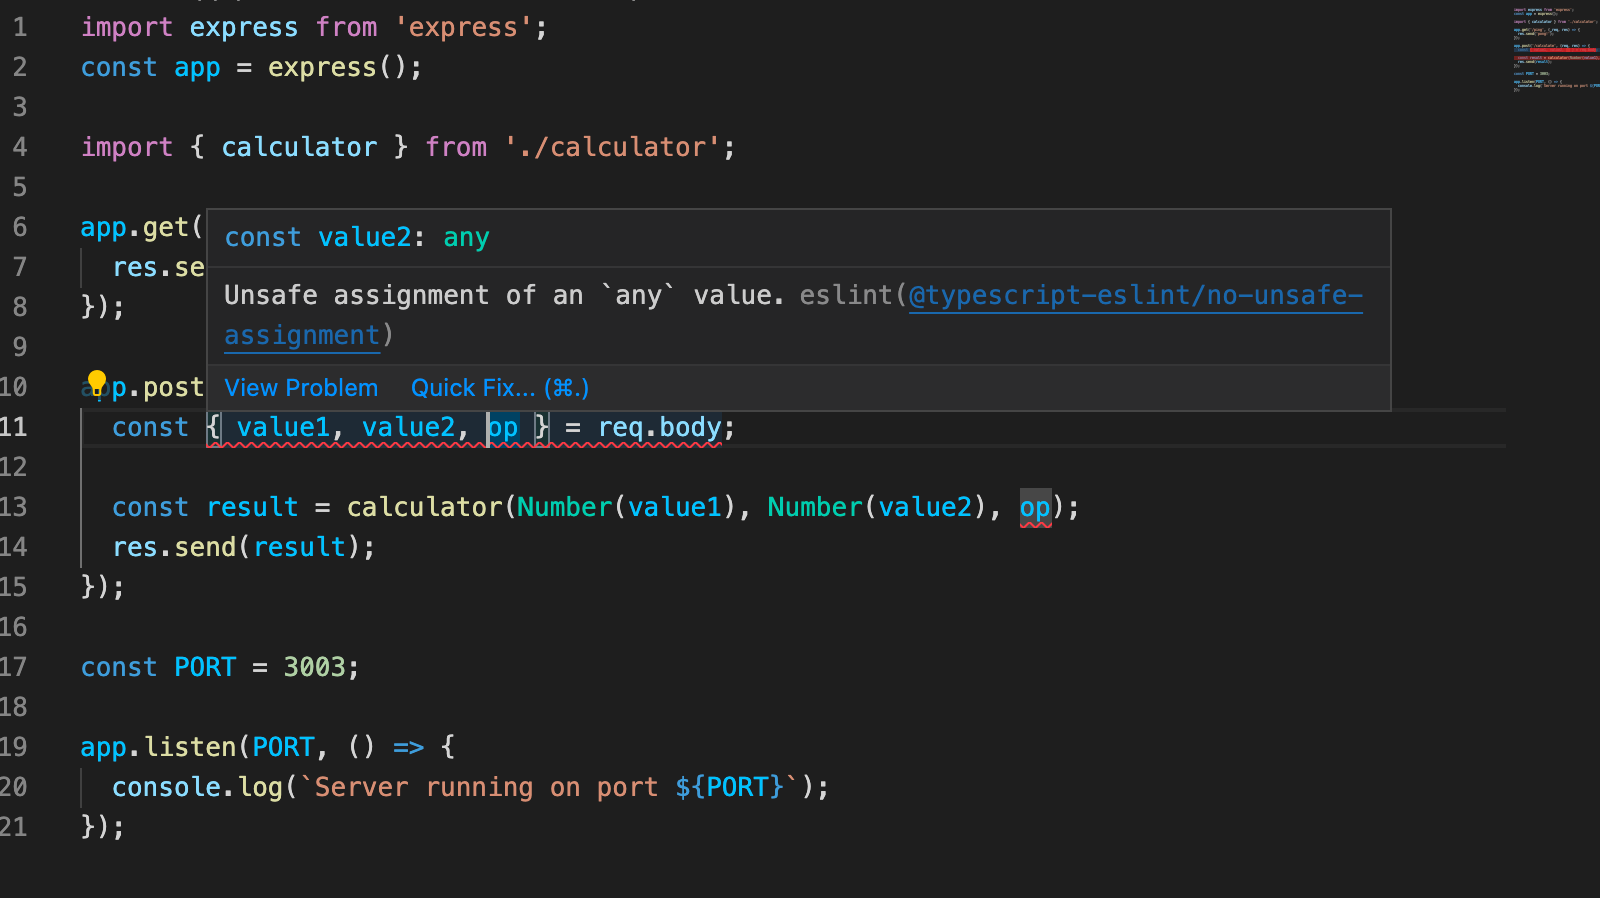 1 import express from 'express';
2 const app = express();
3
4 import { calculator } from './calculator';
5
6 app.get(
const value2: any
7 res.se
Unsafe assignment of an `any` value. eslint(@typescript-eslint/no-unsafe-
8 });
assignment)
9
10 app.post
View Problem Quick Fix... (⌘.)
11 const { value1, value2, op } = req.body;
12
13 const result = calculator(Number(value1), Number(value2), op);
14 res.send(result);
15 });
16
17 const PORT = 3003;
18
19 app.listen(PORT, () => {
20 console.log(`Server running on port ${PORT}`);
21 });